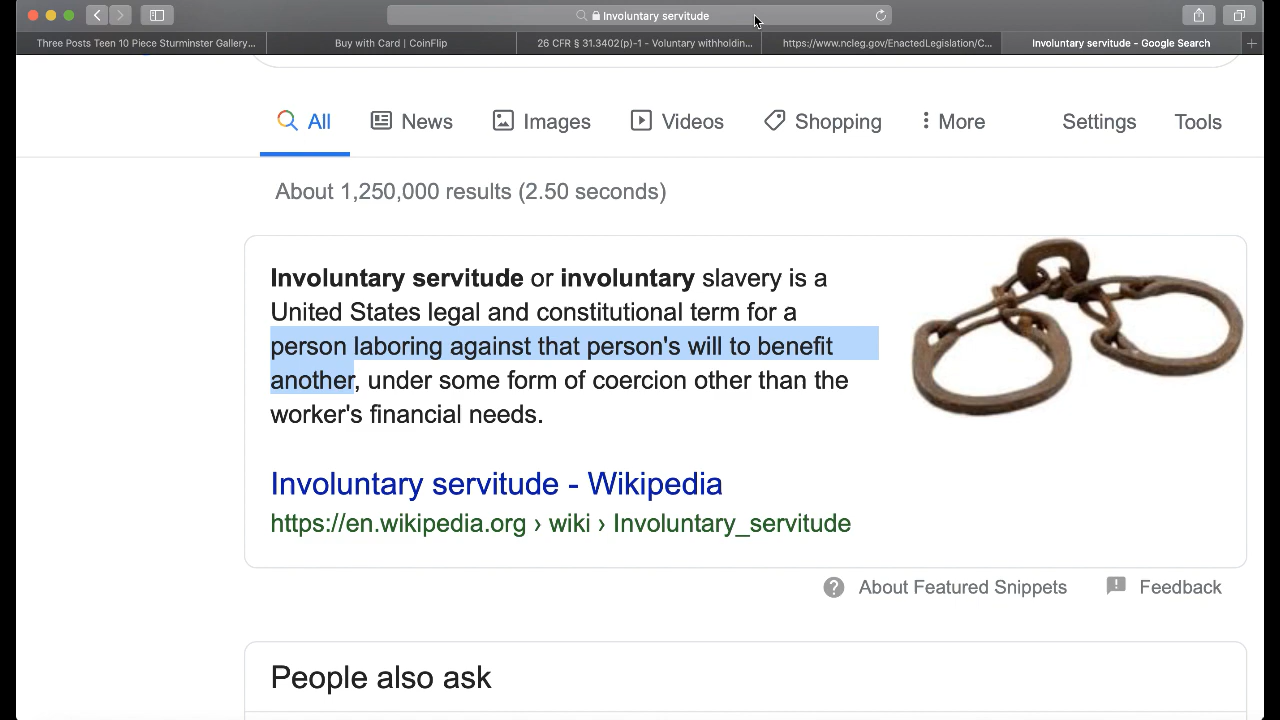 Involuntary servitude
Three Posts Teen 10 Piece Sturminster Gallery...
Buy with Card | CoinFlip
26 CFR § 31.3402(p)-1 - Voluntary withholdin...
https://www.ncleg.gov/EnactedLegislation/C...
Involuntary servitude - Google Search
All
News
Images
Videos
Shopping
More
Settings
Tools
About 1,250,000 results (2.50 seconds)
Involuntary servitude or involuntary slavery is a
United States legal and constitutional term for a
person laboring against that person's will to benefit
another, under some form of coercion other than the
worker's financial needs.
Involuntary servitude - Wikipedia
https://en.wikipedia.org › wiki › Involuntary_servitude
About Featured Snippets
Feedback
People also ask